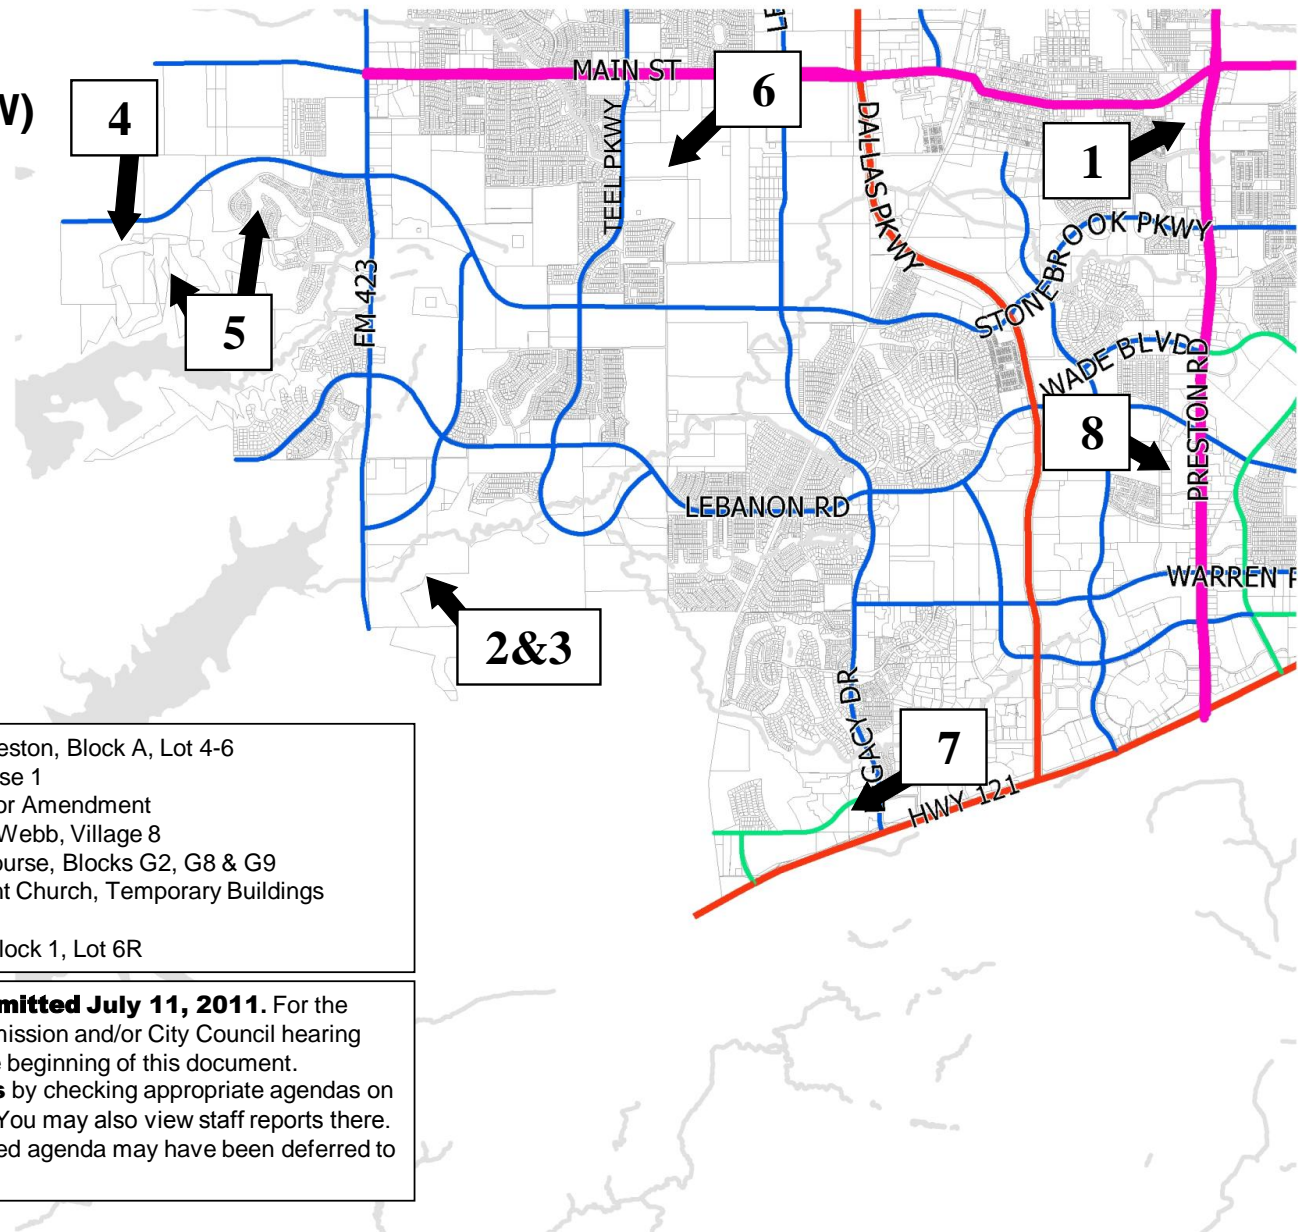 W)
MAIN ST
LE
4
6
1
TEEL PKWY
DALLAS PKWY
STONEBROOK PKWY
FM 423
5
WADE BLVD
PRESTON RD
8
LEBANON RD
WARREN P
2&3
GACY DR
7
HWY 121
eston, Block A, Lot 4-6
se 1
or Amendment
Webb, Village 8
ourse, Blocks G2, G8 & G9
nt Church, Temporary Buildings
lock 1, Lot 6R
mitted July 11, 2011. For the
mission and/or City Council hearing
e beginning of this document.
s by checking appropriate agendas on
You may also view staff reports there.
ed agenda may have been deferred to